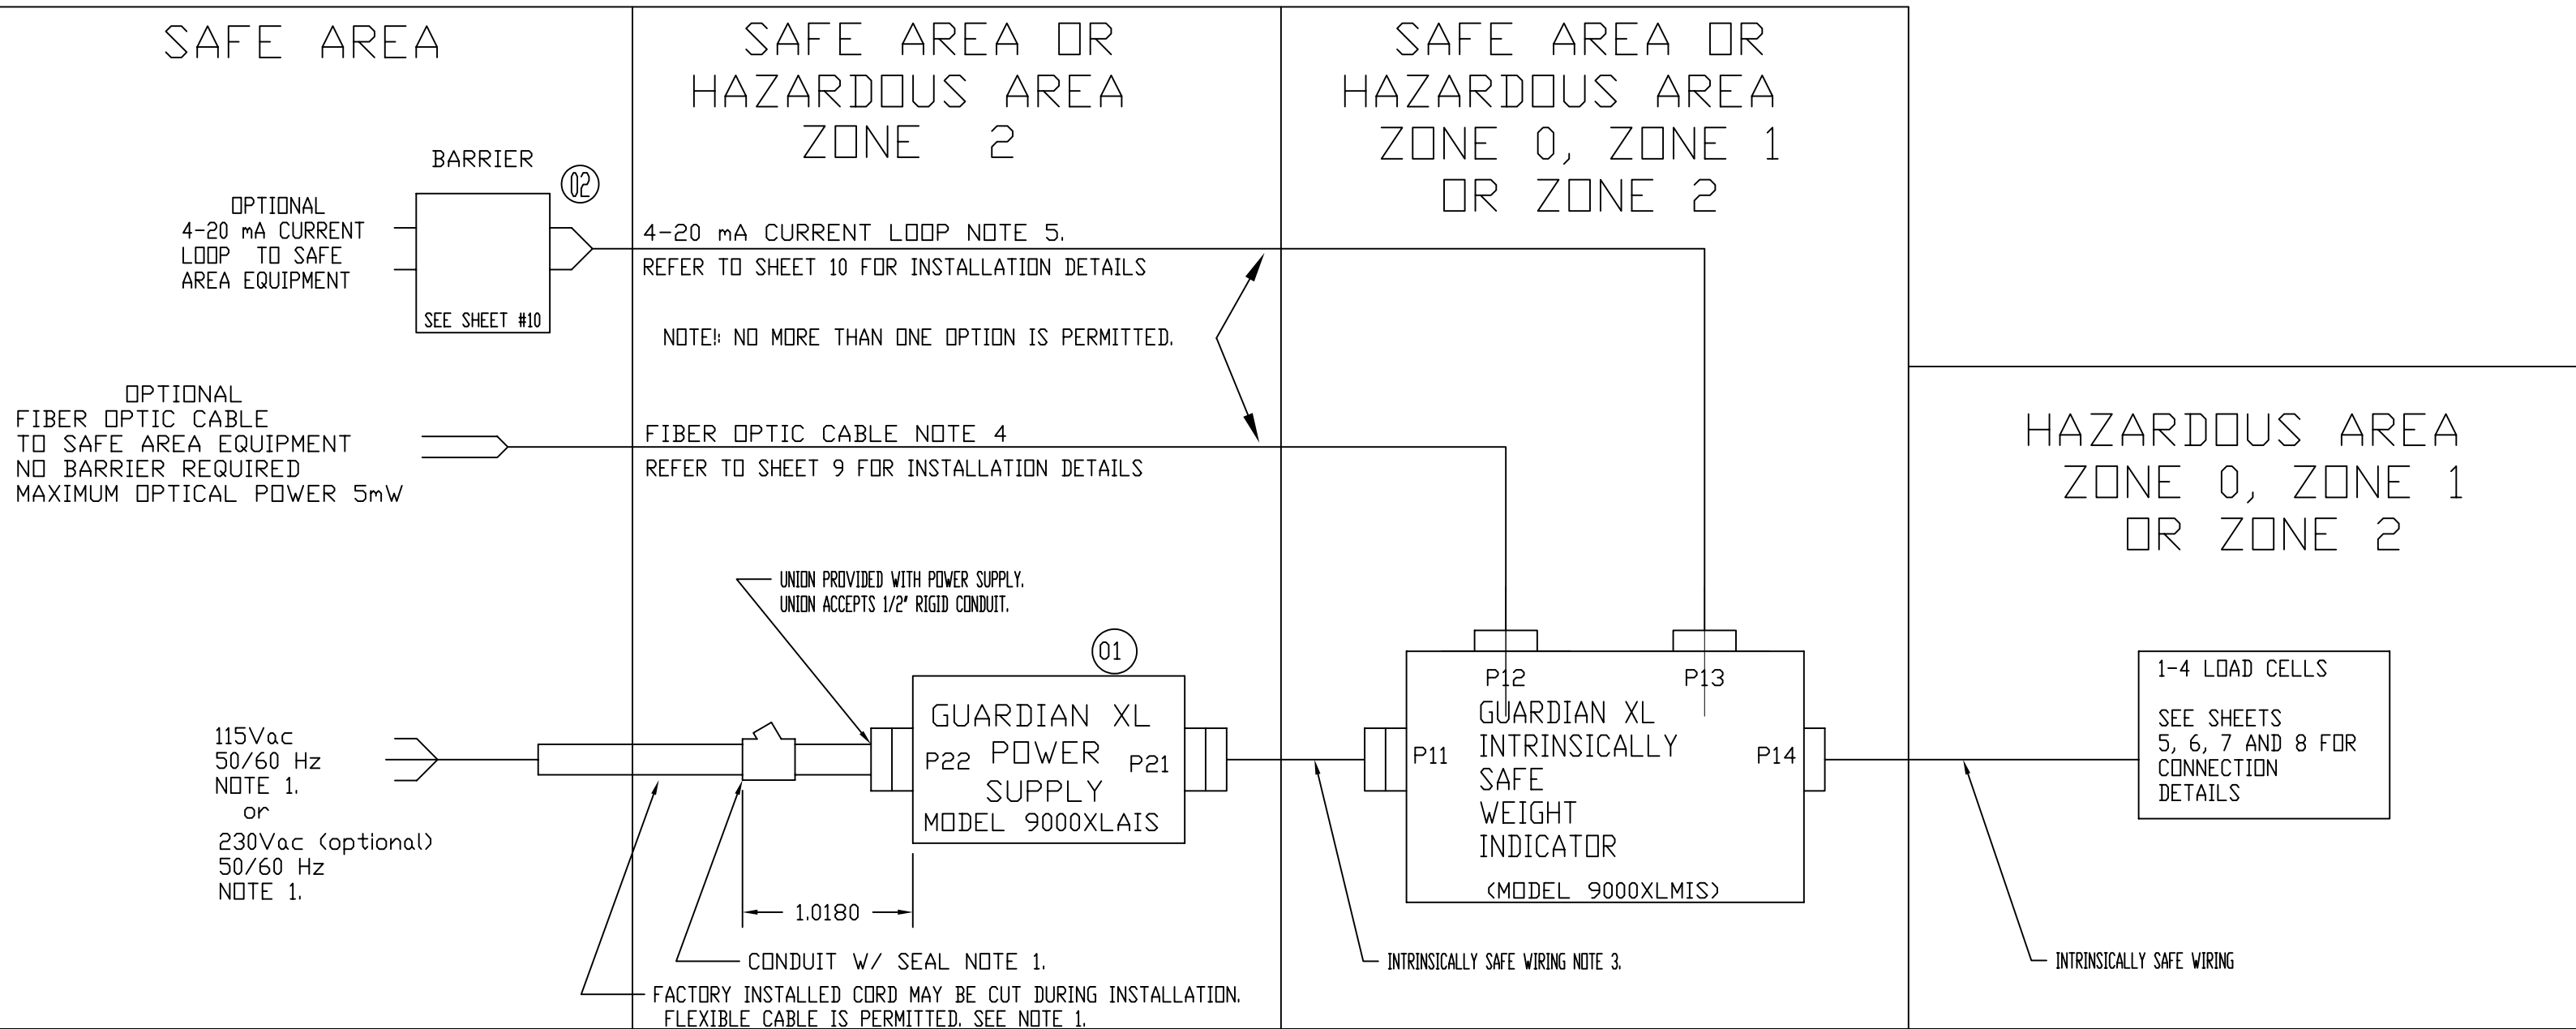 SAFE AREA
SAFE AREA OR
HAZARDOUS AREA
ZONE 2
SAFE AREA OR
HAZARDOUS AREA
ZONE 0, ZONE 1
OR ZONE 2
HAZARDOUS AREA
ZONE 0, ZONE 1
OR ZONE 2
BARRIER
02
OPTIONAL
4-20 mA CURRENT
LOOP TO SAFE
AREA EQUIPMENT
SEE SHEET #10
4-20 mA CURRENT LOOP NOTE 5.
REFER TO SHEET 10 FOR INSTALLATION DETAILS
NOTE!: NO MORE THAN ONE OPTION IS PERMITTED.
OPTIONAL
FIBER OPTIC CABLE
TO SAFE AREA EQUIPMENT
NO BARRIER REQUIRED
MAXIMUM OPTICAL POWER 5mW
FIBER OPTIC CABLE NOTE 4
REFER TO SHEET 9 FOR INSTALLATION DETAILS
UNION PROVIDED WITH POWER SUPPLY.
UNION ACCEPTS 1/2" RIGID CONDUIT.
01
115Vac
50/60 Hz
NOTE 1.
or
230Vac (optional)
50/60 Hz
NOTE 1.
GUARDIAN XL
P22 POWER P21
SUPPLY
MODEL 9000XLAIS
P12
P13
P11
P14
GUARDIAN XL
INTRINSICALLY
SAFE
WEIGHT
INDICATOR
(MODEL 9000XLMIS)
1-4 LOAD CELLS
SEE SHEETS
5, 6, 7 AND 8 FOR
CONNECTION
DETAILS
1.0180
CONDUIT W/ SEAL NOTE 1.
FACTORY INSTALLED CORD MAY BE CUT DURING INSTALLATION.
FLEXIBLE CABLE IS PERMITTED. SEE NOTE 1.
INTRINSICALLY SAFE WIRING NOTE 3.
INTRINSICALLY SAFE WIRING